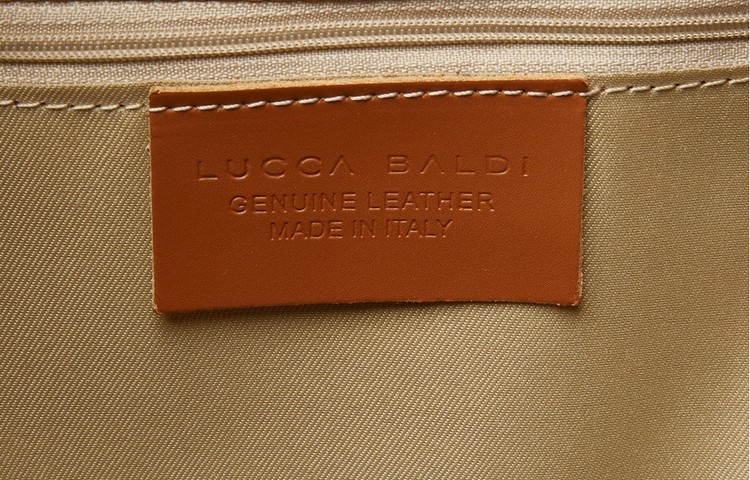 LUCCA BALDI
GENUINE LEATHER
MADE IN ITALY